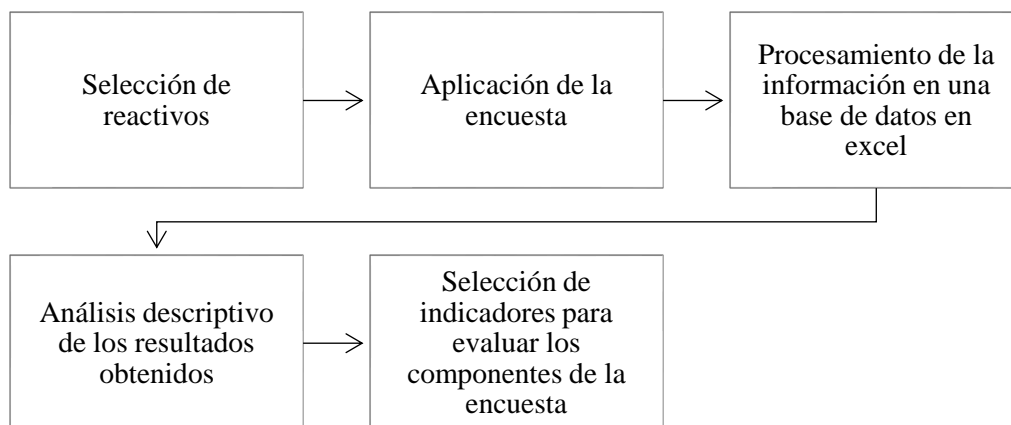 Selección de
reactivos
Aplicación de la
encuesta
Procesamiento de la
información en una
base de datos en
excel
Análisis descriptivo
de los resultados
obtenidos
Selección de
indicadores para
evaluar los
componentes de la
encuesta